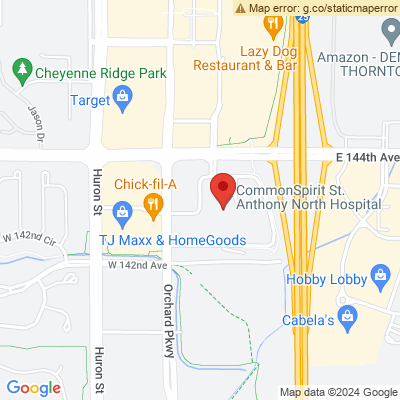 Map error: g.co/staticmaperror
25
Lazy Dog
Restaurant & Bar
Amazon - DEN
THORNTO
Cheyenne Ridge Park
Target
Jason Dr
E 144th Ave
Huron St
Chick-fil-A
CommonSpirit St.
Anthony North Hospital
TJ Maxx & HomeGoods
W 142nd Cir
W 142nd Ave
Hobby Lobby
Cabela's
Orchard Pkwy
Huron St
Google
Map data ©2024 Google